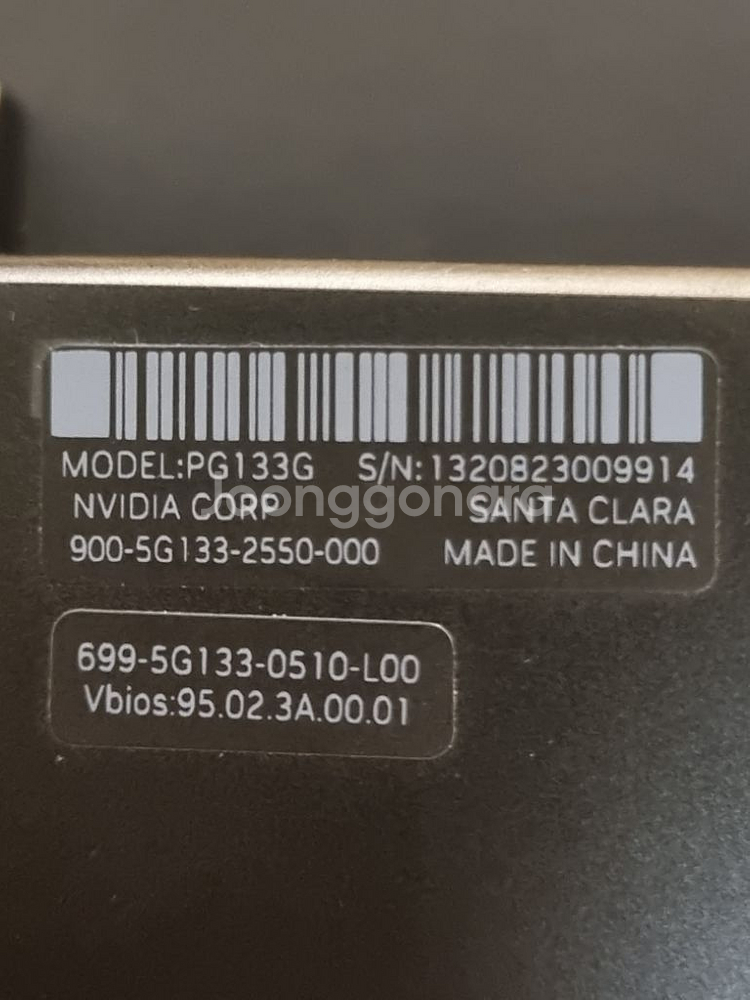 MODEL:PG133G S/N:1320823009914
NVIDIA CORP SANTA CLARA
900-5G133-2550-000 MADE IN CHINA
joonggonara
699-5G133-0510-L00
Vbios:95.02.3A.00.01